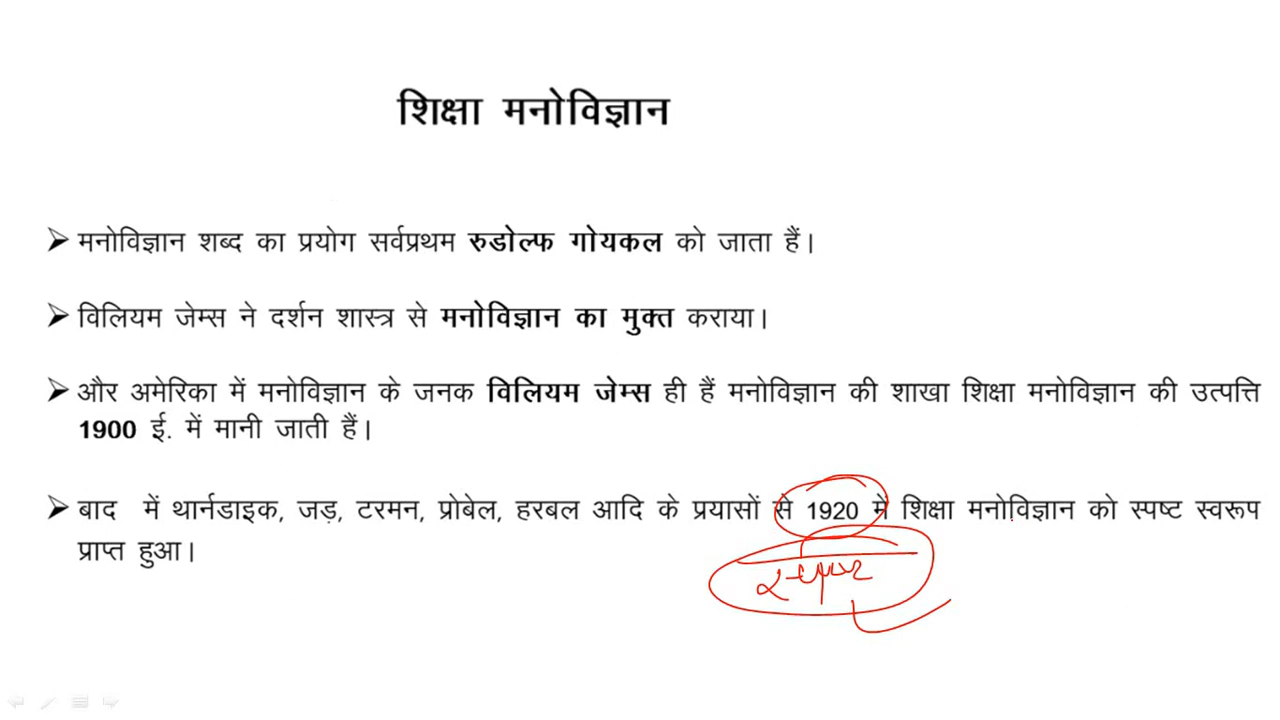 शिक्षा मनोविज्ञान
मनोविज्ञान शब्द का प्रयोग सर्वप्रथम रुडोल्फ गोयकल को जाता हैं।
विलियम जेम्स ने दर्शन शास्त्र से मनोविज्ञान का मुक्त कराया।
और अमेरिका में मनोविज्ञान के जनक विलियम जेम्स ही हैं मनोविज्ञान की शाखा शिक्षा मनोविज्ञान की उत्पत्ति
1900 ई. में मानी जाती हैं।
बाद में थार्नडाइक, जड़, टरमन, प्रोबेल, हरबल आदि के प्रयासों से 1920 में शिक्षा मनोविज्ञान को स्पष्ट स्वरूप
प्राप्त हुआ।